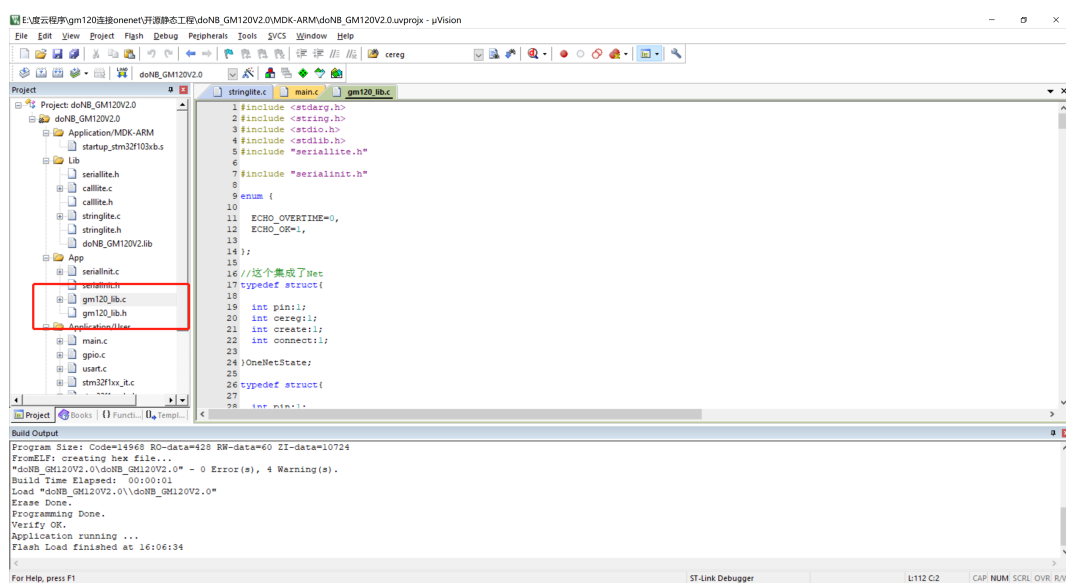 E:\度云程序\gm120连接onenet\开源静态工程\doNB_GM120V2.0\MDK-ARM\doNB_GM120V2.0.uvprojx - µVision
File Edit View Project Flash Debug Peripherals Tools SVCS Window Help
cereg
LOAD doNB_GM120V2.0
Project
stringlite.c main.c gm120_lib.c
Project: doNB_GM120V2.0
doNB_GM120V2.0
Application/MDK-ARM
startup_stm32f103xb.s
Lib
seriallite.h
calllite.c
calllite.h
stringlite.c
stringlite.h
doNB_GM120V2.lib
App
serialInit.c
serialInit.h
gm120_lib.c
gm120_lib.h
Application/User
main.c
gpio.c
usart.c
stm32f1xx_it.c
Project Books {} Functi... Templ...
1 #include <stdarg.h>
2 #include <string.h>
3 #include <stdio.h>
4 #include <stdlib.h>
5 #include "seriallite.h"
6
7 #include "serialinit.h"
8
9 enum {
10
11 ECHO_OVERTIME=0,
12 ECHO_OK=1,
13
14 };
15
16 //这个集成了Net
17 typedef struct{
18
19 int pin:1;
20 int cereg:1;
21 int create:1;
22 int connect:1;
23
24 }OneNetState;
25
26 typedef struct{
27
28 int pin:1;
Build Output
Program Size: Code=14968 RO-data=428 RW-data=60 ZI-data=10724
FromELF: creating hex file...
"doNB_GM120V2.0\doNB_GM120V2.0" - 0 Error(s), 4 Warning(s).
Build Time Elapsed: 00:00:01
Load "doNB_GM120V2.0\\doNB_GM120V2.0"
Erase Done.
Programming Done.
Verify OK.
Application running ...
Flash Load finished at 16:06:34
For Help, press F1 ST-Link Debugger L:112 C:2 CAP NUM SCRL OVR R/W